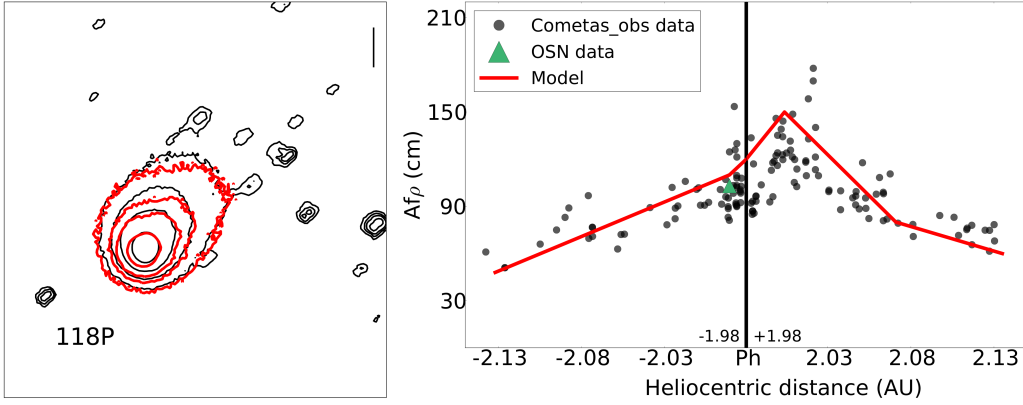 118P
Cometas_obs data
OSN data
Model
Afρ (cm)
210
150
90
30
-1.98 +1.98
-2.13 -2.08 -2.03 Ph 2.03 2.08 2.13
Heliocentric distance (AU)